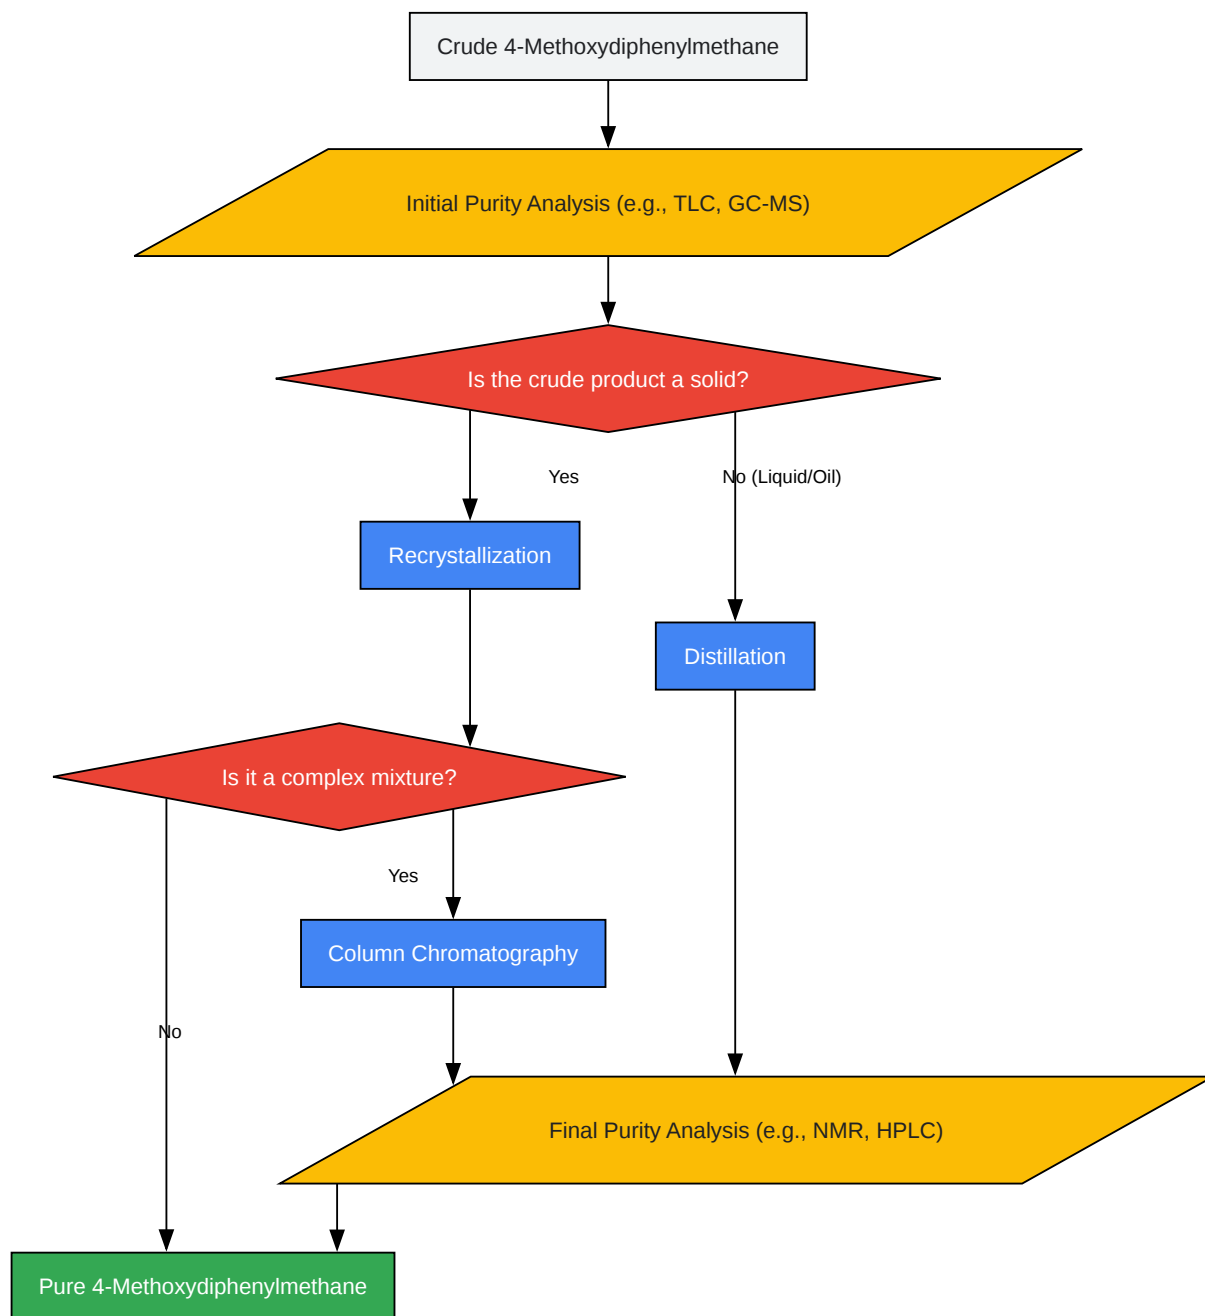 Crude 4-Methoxydiphenylmethane
Initial Purity Analysis (e.g., TLC, GC-MS)
Is the crude product a solid?
Yes
No (Liquid/Oil)
Recrystallization
Distillation
Is it a complex mixture?
Yes
Column Chromatography
No
Final Purity Analysis (e.g., NMR, HPLC)
Pure 4-Methoxydiphenylmethane